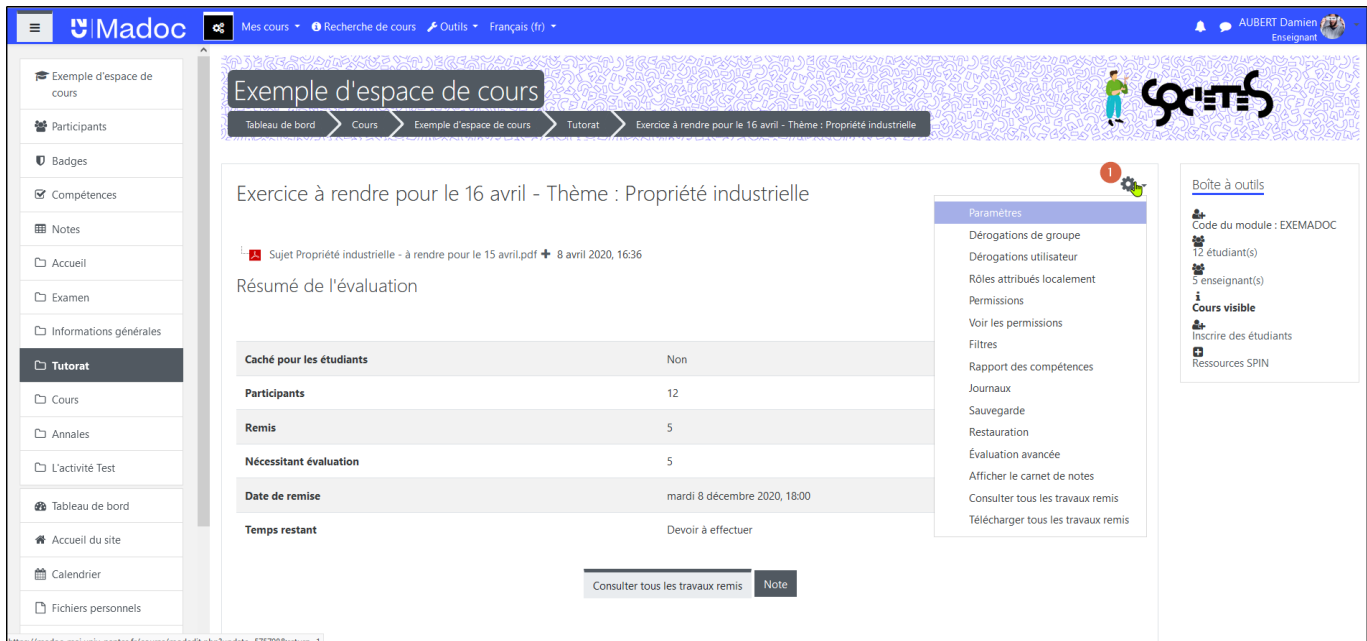 Madoc Mes cours Recherche de cours Outils Français (fr) AUBERT Damien
Enseignant
Exemple d'espace de
cours
Participants
Badges
Compétences
Notes
Accueil
Examen
Informations générales
Tutorat
Cours
Annales
L'activité Test
Tableau de bord
Accueil du site
Calendrier
Fichiers personnels
Exemple d'espace de cours
SOCIETES
Tableau de bord Cours Exemple d'espace de cours Tutorat Exercice à rendre pour le 16 avril - Thème : Propriété industrielle
Exercice à rendre pour le 16 avril - Thème : Propriété industrielle
1
Sujet Propriété industrielle - à rendre pour le 15 avril.pdf 8 avril 2020, 16:36
Résumé de l'évaluation
Caché pour les étudiants Non
Participants 12
Remis 5
Nécessitant évaluation 5
Date de remise mardi 8 décembre 2020, 18:00
Temps restant Devoir à effectuer
Consulter tous les travaux remis Note
Paramètres
Dérogations de groupe
Dérogations utilisateur
Rôles attribués localement
Permissions
Voir les permissions
Filtres
Rapport des compétences
Journaux
Sauvegarde
Restauration
Évaluation avancée
Afficher le carnet de notes
Consulter tous les travaux remis
Télécharger tous les travaux remis
Boîte à outils
Code du module : EXEMADOC
12 étudiant(s)
5 enseignant(s)
Cours visible
Inscrire des étudiants
Ressources SPIN